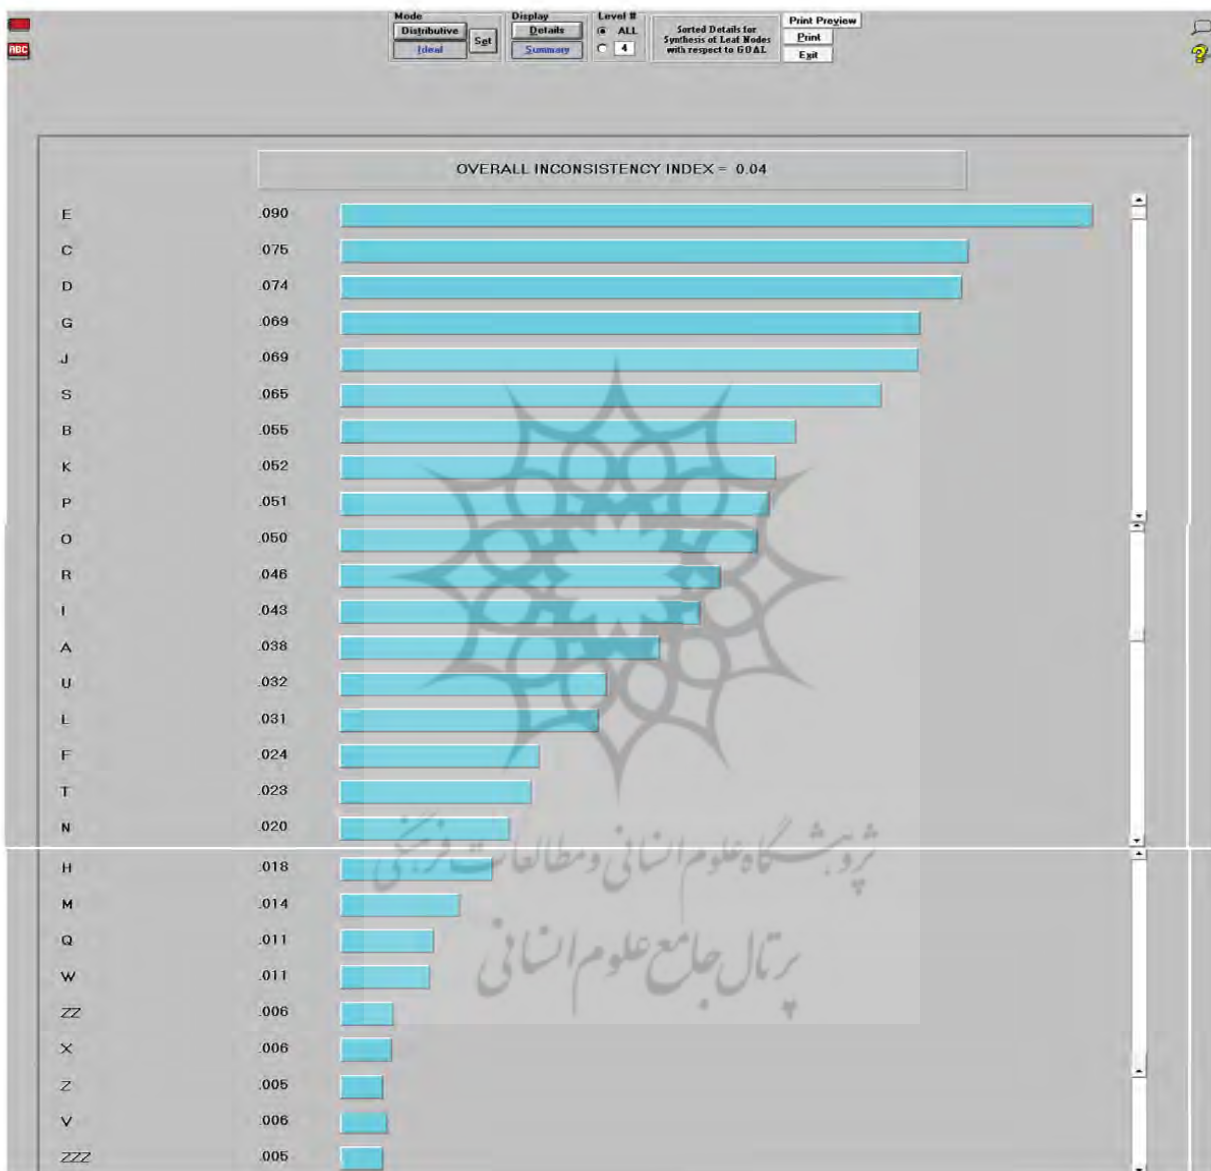 Mode
Distributive
Ideal
Set
Display
Details
Summary
Level #
ALL
4
Sorted Details for
Synthesis of Leaf Nodes
with respect to GOAL
Print Preview
Print
Exit
ABC
?
OVERALL INCONSISTENCY INDEX = 0.04
E .090
C .075
D .074
G .069
J .069
S .065
B .055
K .052
P .051
O .050
R .046
I .043
A .038
U .032
L .031
F .024
T .023
N .020
پژوهشگاه علوم انسانی و مطالعات فرهنگی
H .018
M .014
Q .011
پرتال جامع علوم انسانی
W .011
ZZ .006
X .006
Z .005
V .006
ZZZ .005